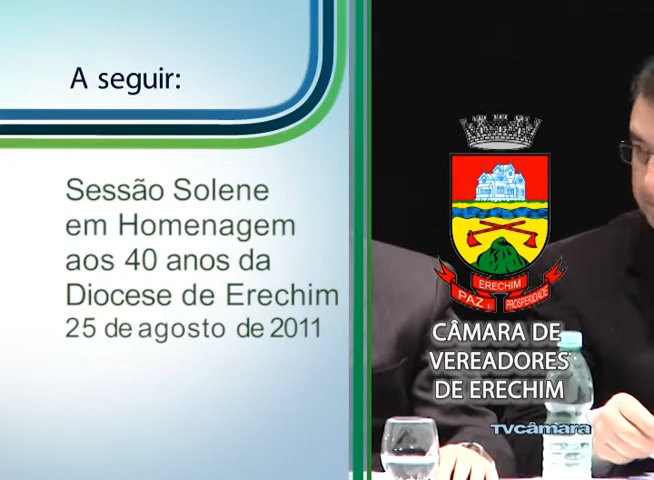 A seguir:
Sessão Solene
em Homenagem
aos 40 anos da
Diocese de Erechim
25 de agosto de 2011
ERECHIM
PAZ E PROSPERIDADE
CÂMARA DE
VEREADORES
DE ERECHIM
TVcâmara